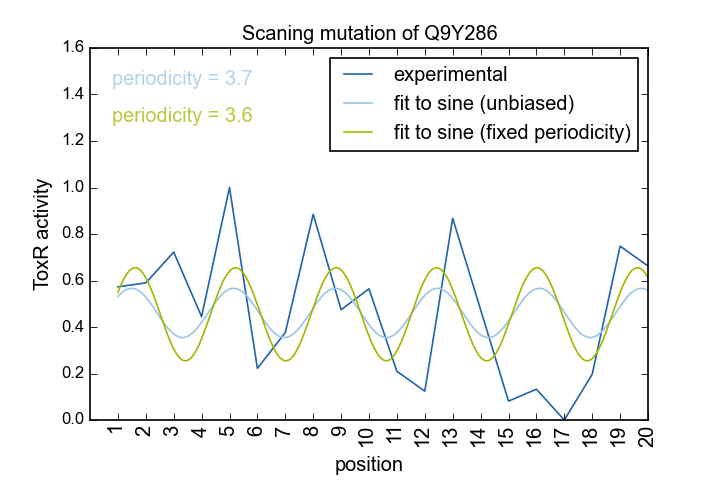 Scaning mutation of Q9Y286
1.6
1.4
1.2
1.0
0.8
0.6
0.4
0.2
0.0
ToxR activity
periodicity = 3.7
periodicity = 3.6
experimental
fit to sine (unbiased)
fit to sine (fixed periodicity)
1 2 3 4 5 6 7 8 9 10 11 12 13 14 15 16 17 18 19 20
position